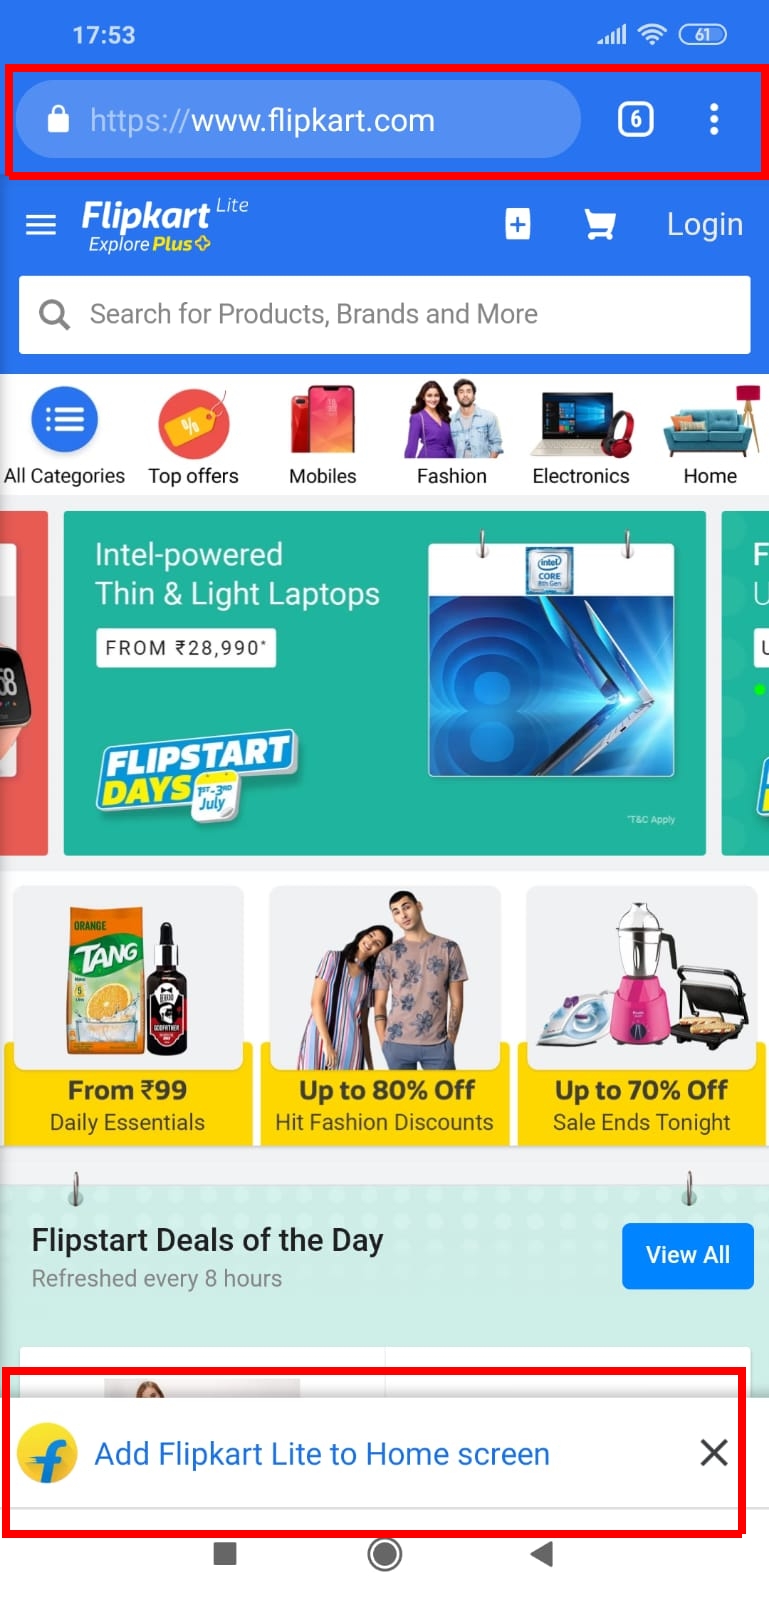 17:53
61
https://www.flipkart.com
6
Flipkart Lite
Explore Plus
Login
Search for Products, Brands and More
All Categories
Top offers
Mobiles
Fashion
Electronics
Home
Intel-powered
Thin & Light Laptops
FROM ₹28,990*
intel
CORE
8th Gen
FLIPSTART
DAYS
1ST-3RD
July
*T&C Apply
ORANGE
TANG
GODFATHER
From ₹99
Daily Essentials
Up to 80% Off
Hit Fashion Discounts
Up to 70% Off
Sale Ends Tonight
Flipstart Deals of the Day
Refreshed every 8 hours
View All
Add Flipkart Lite to Home screen